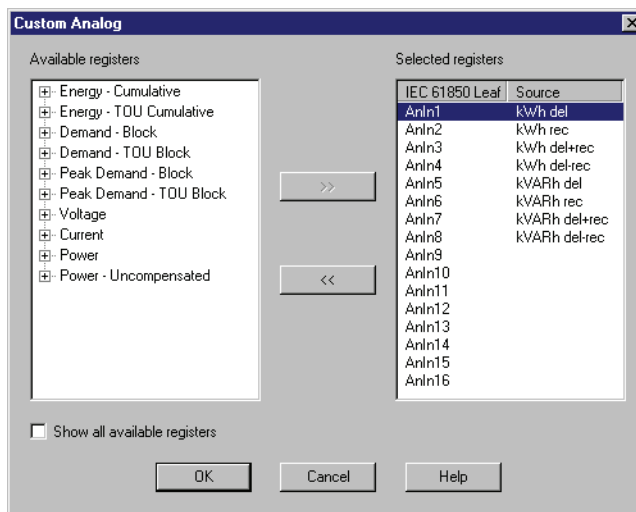 Custom Analog
Available registers
Energy - Cumulative
Energy - TOU Cumulative
Demand - Block
Demand - TOU Block
Peak Demand - Block
Peak Demand - TOU Block
Voltage
Current
Power
Power - Uncompensated
>>
<<
Selected registers
IEC 61850 Leaf Source
AnIn1 kWh del
AnIn2 kWh rec
AnIn3 kWh del+rec
AnIn4 kWh del-rec
AnIn5 kVARh del
AnIn6 kVARh rec
AnIn7 kVARh del+rec
AnIn8 kVARh del-rec
AnIn9
AnIn10
AnIn11
AnIn12
AnIn13
AnIn14
AnIn15
AnIn16
Show all available registers
OK Cancel Help